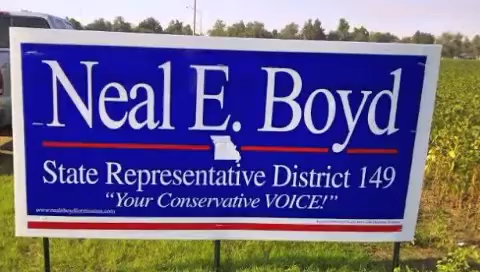 Neal E. Boyd
State Representative District 149
"Your Conservative VOICE!"